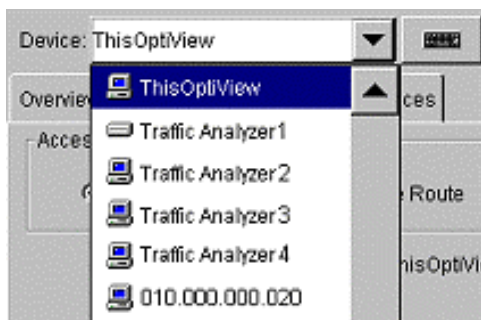 Device: ThisOptiView
ThisOptiView
Overvie ces
Traffic Analyzer1
Acces
Traffic Analyzer2
Route
Traffic Analyzer3
Traffic Analyzer4
hisOptiVi
010.000.000.020